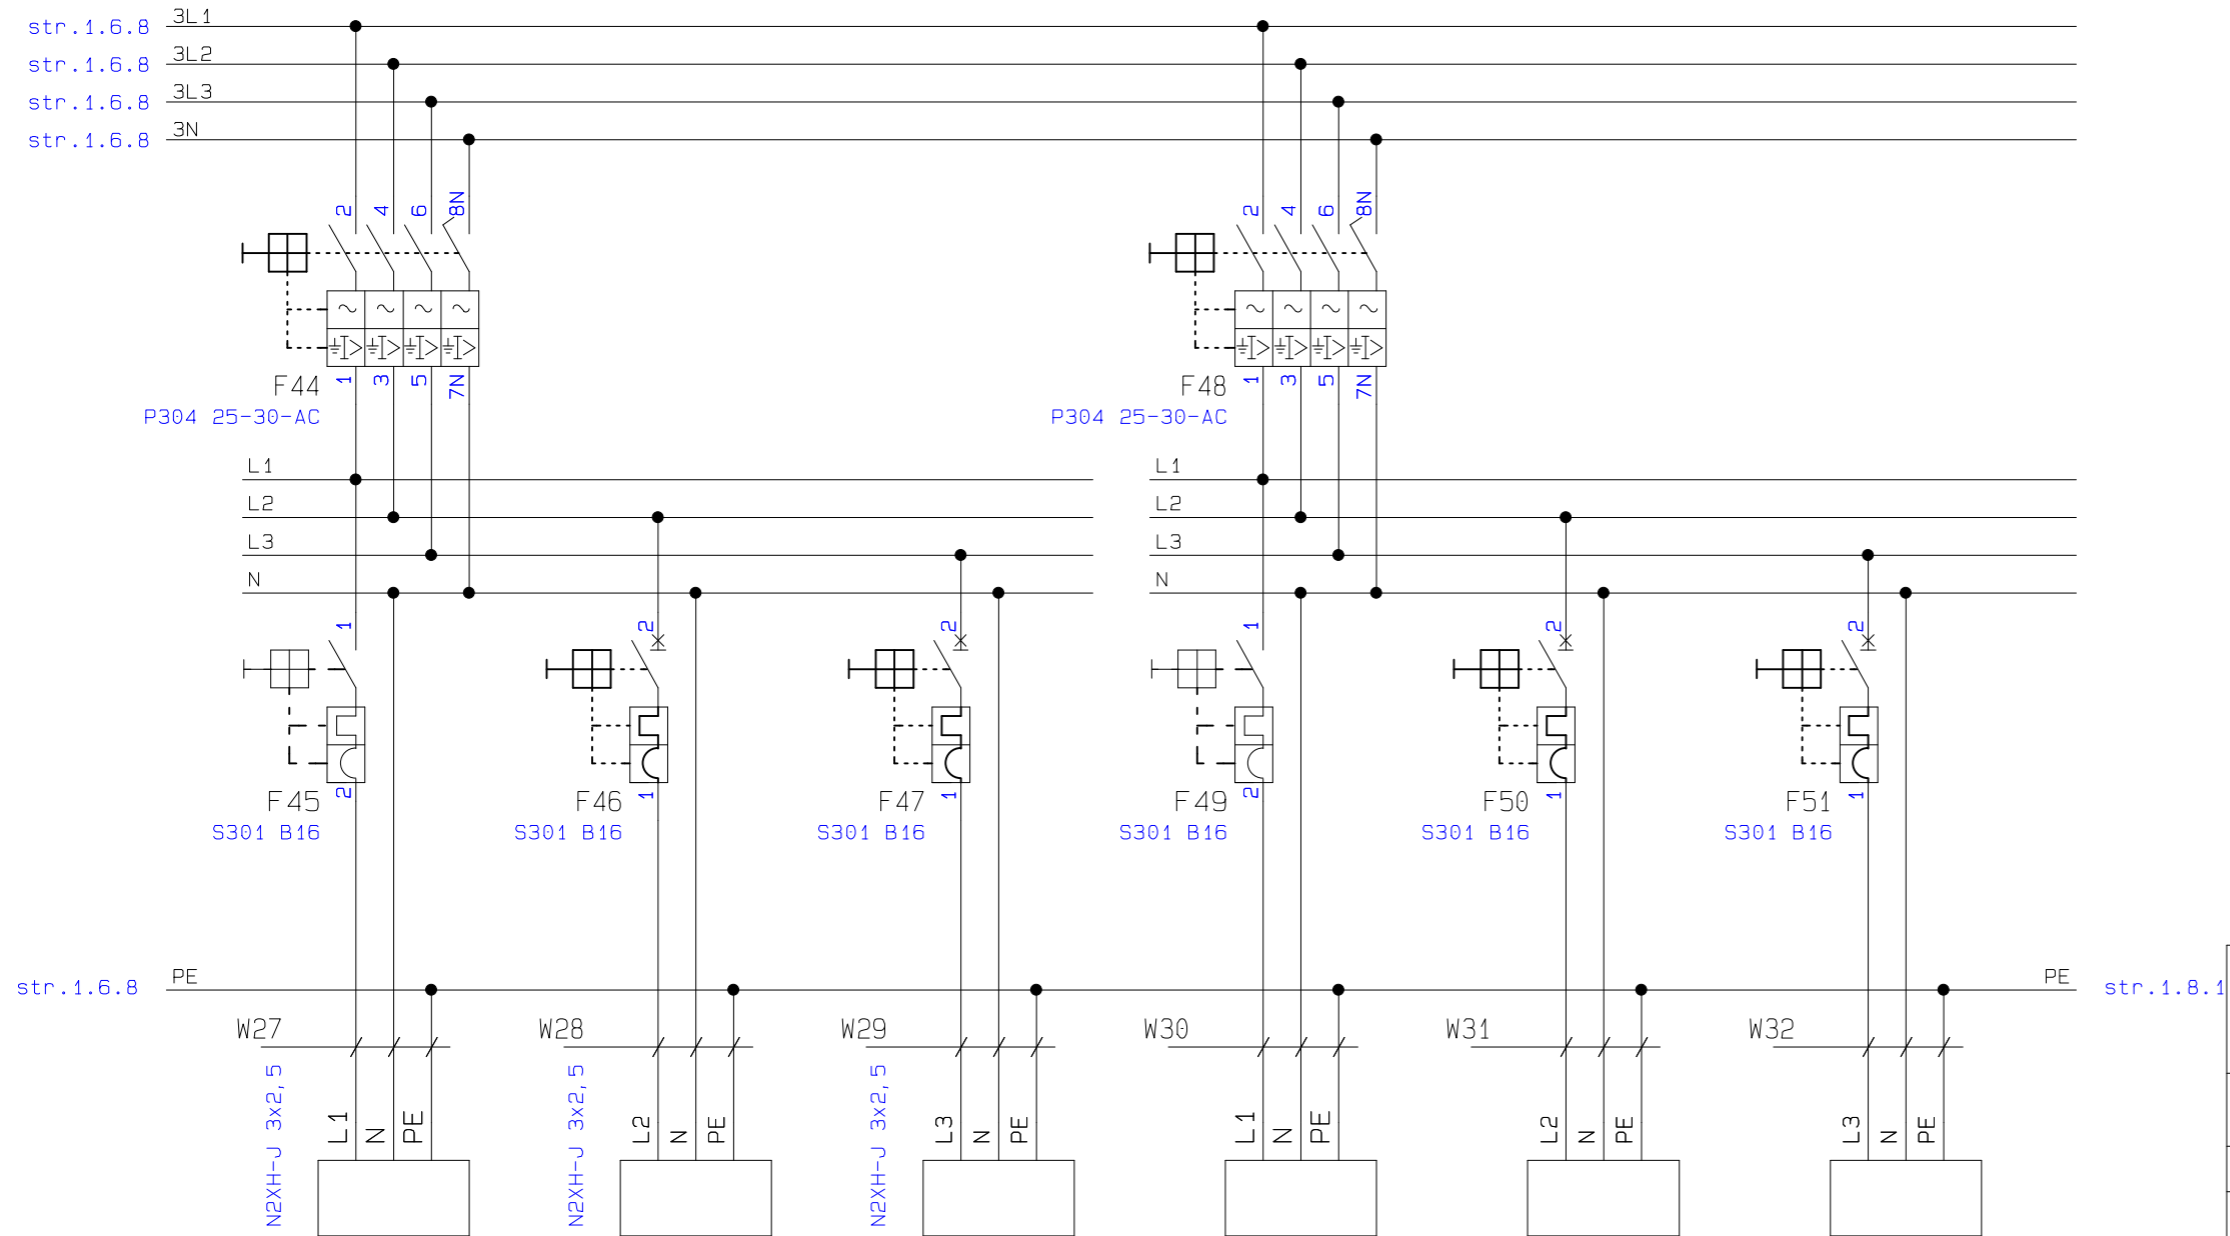 str.1.6.8 3L1
str.1.6.8 3L2
str.1.6.8 3L3
str.1.6.8 3N
2 4 6 8N 2 4 6 8N
F44 1 3 5 7N F48 1 3 5 7N
P304 25-30-AC P304 25-30-AC
L1 L1
L2 L2
L3 L3
N N
1 2 2 1 2 2
2 1 1 2 1 1
F45 F46 F47 F49 F50 F51
S301 B16 S301 B16 S301 B16 S301 B16 S301 B16 S301 B16
str.1.6.8 PE PE str.1.8.1
W27 W28 W29 W30 W31 W32
N2XH-J 3x2,5 N2XH-J 3x2,5 N2XH-J 3x2,5
L1 N PE L2 N PE L3 N PE L1 N PE L2 N PE L3 N PE